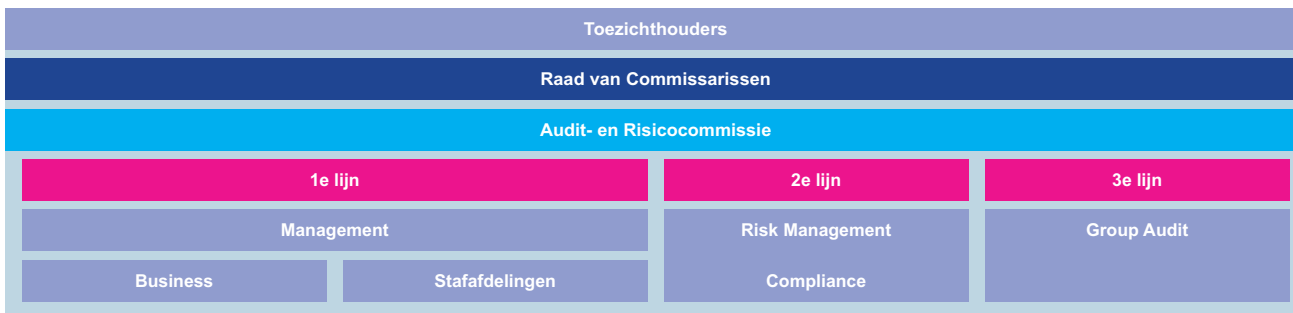 Toezichthouders
Raad van Commissarissen
Audit- en Risicocommissie
1e lijn
2e lijn
3e lijn
Management
Risk Management
Group Audit
Business
Stafafdelingen
Compliance